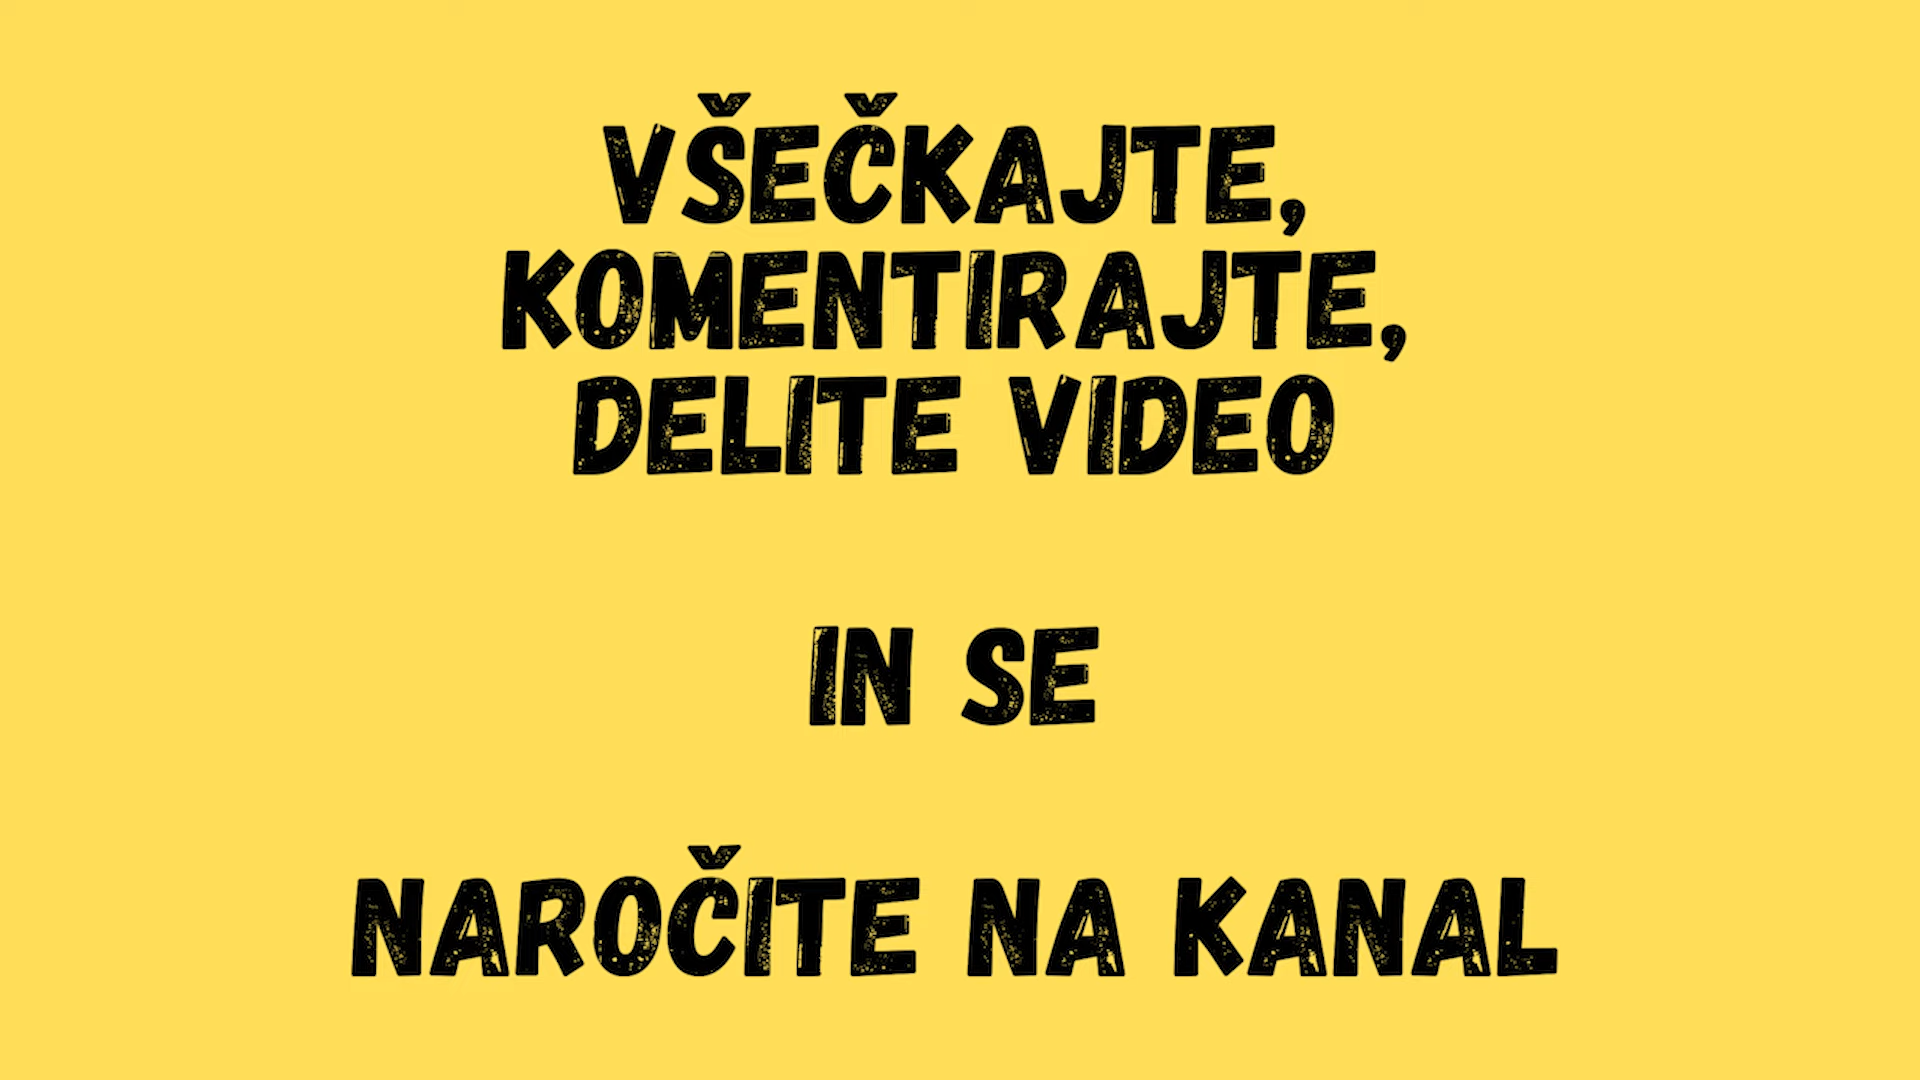 VŠEČKAJTE,
KOMENTIRAJTE,
DELITE VIDEO
IN SE
NAROČITE NA KANAL